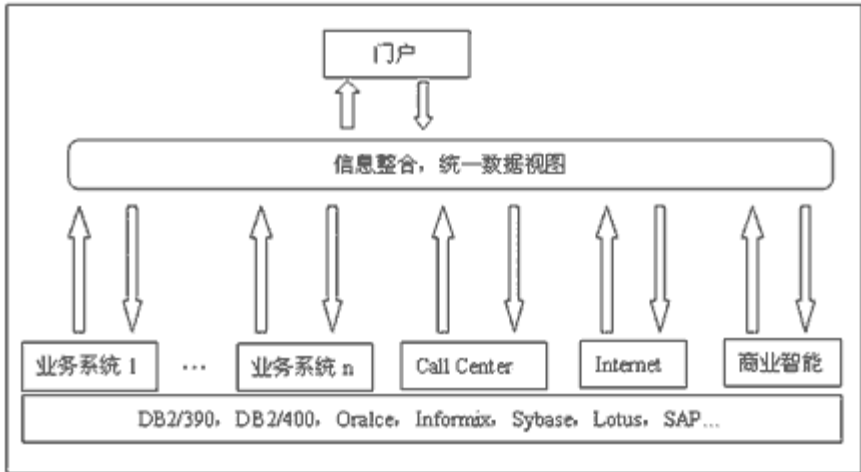 门户
信息整合，统一数据视图
业务系统 1 … 业务系统 n Call Center Internet 商业智能
DB2/390，DB2/400，Oralce，Informix，Sybase，Lotus，SAP…